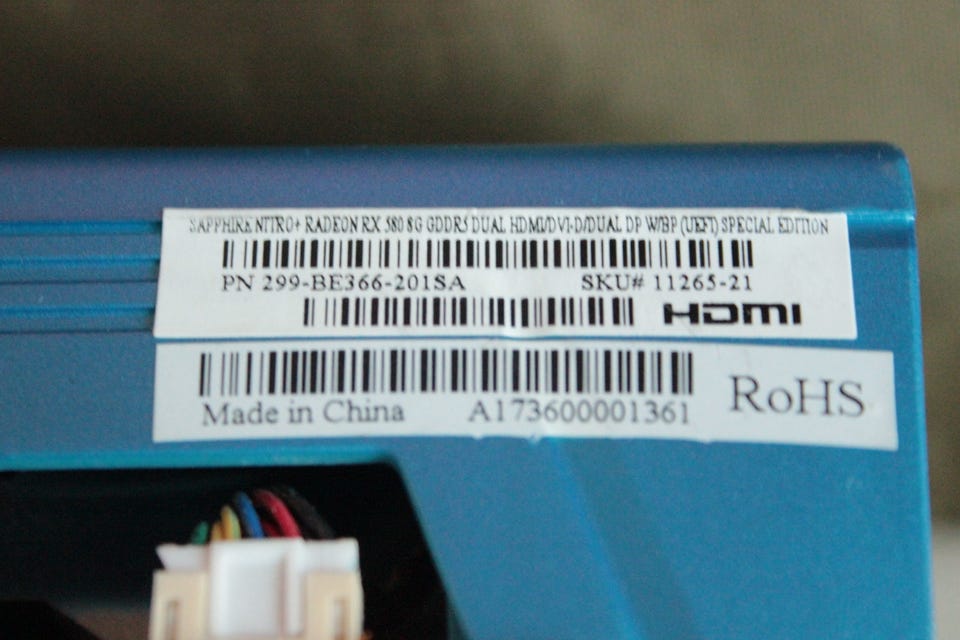 SAPPHIRE NITRO+ RADEON RX 580 8G GDDR5 DUAL HDMI/DVI-D/DUAL DP W/BP (UEFI) SPECIAL EDITION
PN 299-BE366-201SA SKU# 11265-21
HDMI
Made in China A173600001361
RoHS